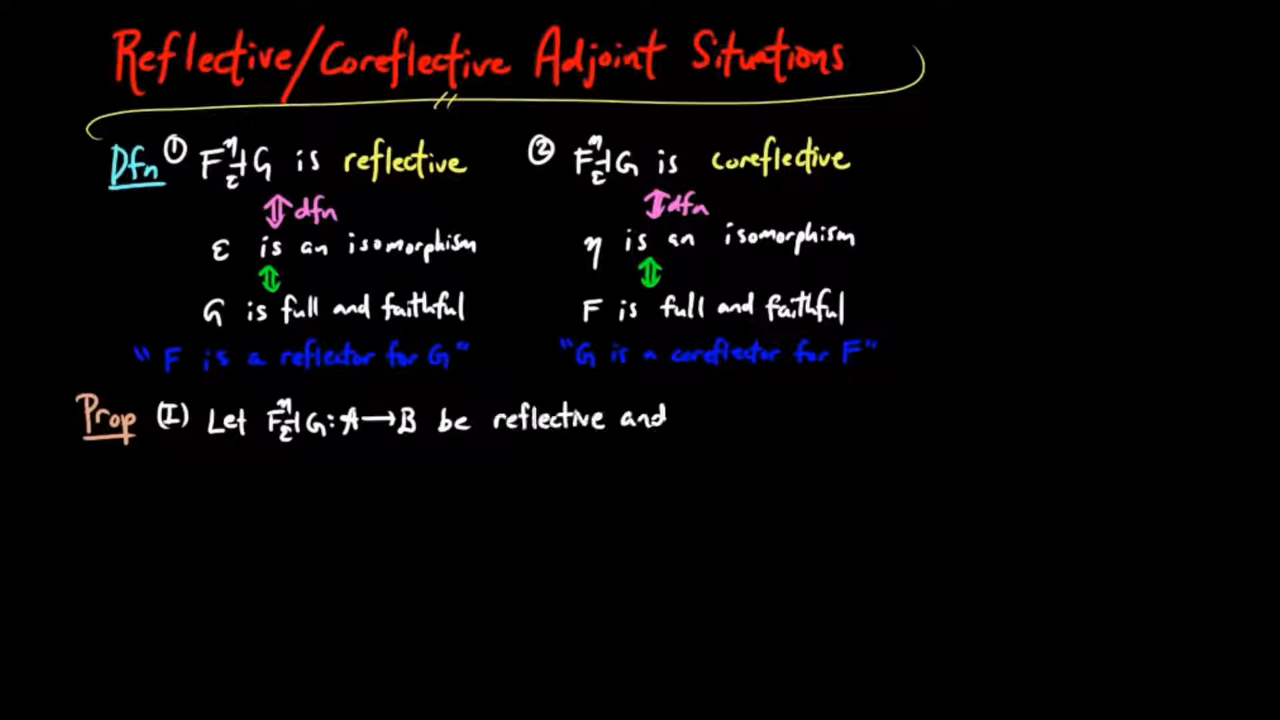 Reflective/Coreflective Adjoint Situations
Dfn ① F η⊣ε G is reflective
⇕ dfn
ε is an isomorphism
⇕
G is full and faithful
"F is a reflector for G"
② F η⊣ε G is coreflective
⇕ dfn
η is an isomorphism
⇕
F is full and faithful
"G is a coreflector for F"
Prop (I) Let F η⊣ε G: A → B be reflective and